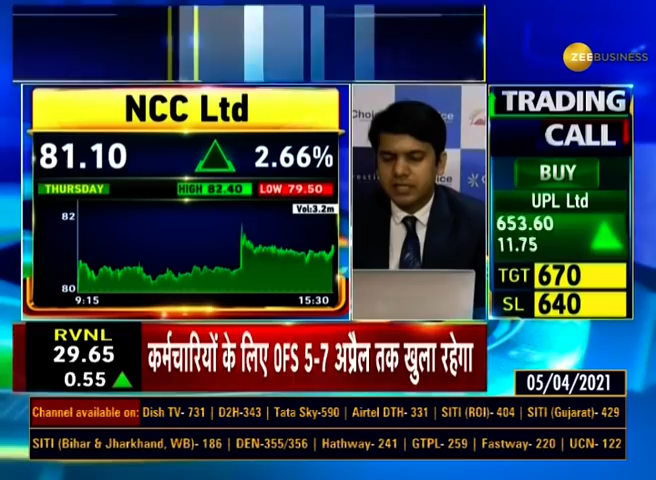 ZEEBUSINESS
NCC Ltd
81.10 2.66%
THURSDAY HIGH 82.40 LOW 79.50
Vol:3.2m
82
80
9:15 15:30
Choi
TRADING
CALL
BUY
UPL Ltd
653.60
11.75
TGT 670
SL 640
RVNL
29.65
0.55
कर्मचारियों के लिए OFS 5-7 अप्रैल तक खुला रहेगा
05/04/2021
Channel available on: Dish TV- 731 | D2H-343 | Tata Sky-590 | Airtel DTH- 331 | SITI (ROI)- 404 | SITI (Gujarat)- 429
SITI (Bihar & Jharkhand, WB)- 186 | DEN-355/356 | Hathway- 241 | GTPL- 259 | Fastway- 220 | UCN- 122